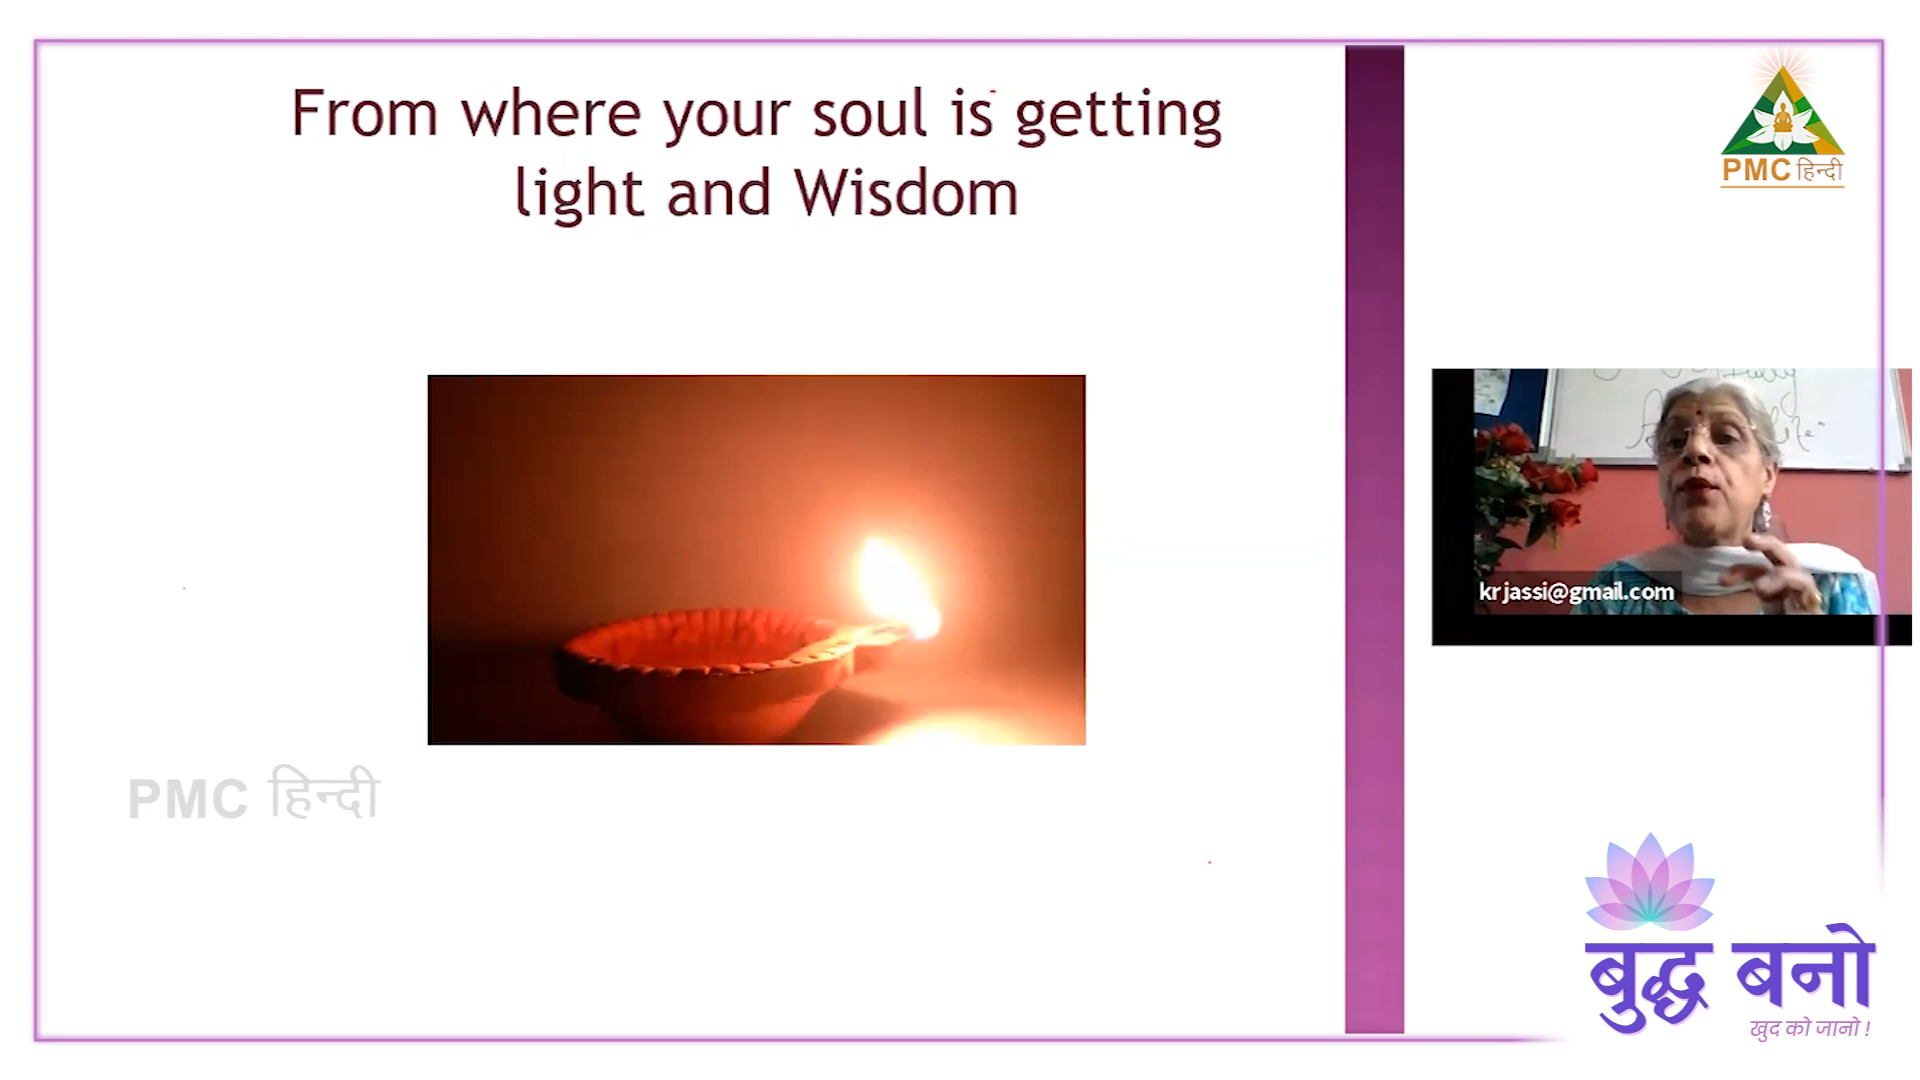 From where your soul is getting
light and Wisdom
PMC हिन्दी
krjassi@gmail.com
PMC हिन्दी
बुद्ध बनो
खुद को जानो !